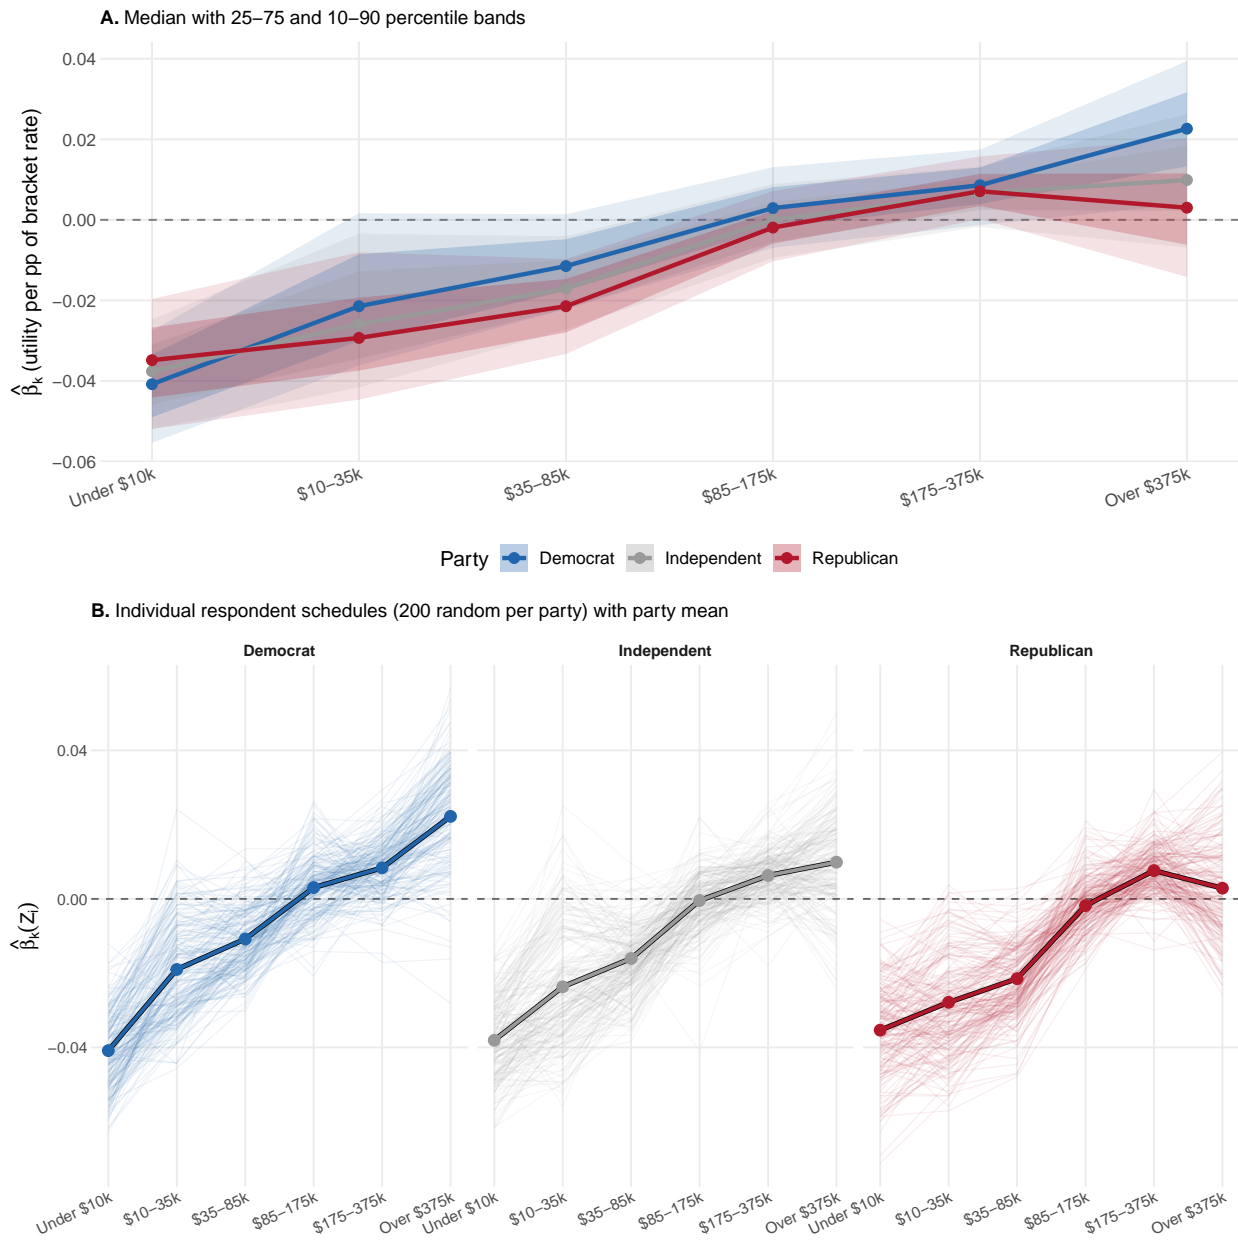 A. Median with 25−75 and 10−90 percentile bands
β̂k (utility per pp of bracket rate)
0.04
0.02
0.00
−0.02
−0.04
−0.06
Under $10k
$10−35k
$35−85k
$85−175k
$175−375k
Over $375k
Party Democrat Independent Republican
B. Individual respondent schedules (200 random per party) with party mean
Democrat Independent Republican
β̂k(Zi)
0.04
0.00
−0.04
Under $10k
$10−35k
$35−85k
$85−175k
$175−375k
Over $375k
Under $10k
$10−35k
$35−85k
$85−175k
$175−375k
Over $375k
Under $10k
$10−35k
$35−85k
$85−175k
$175−375k
Over $375k